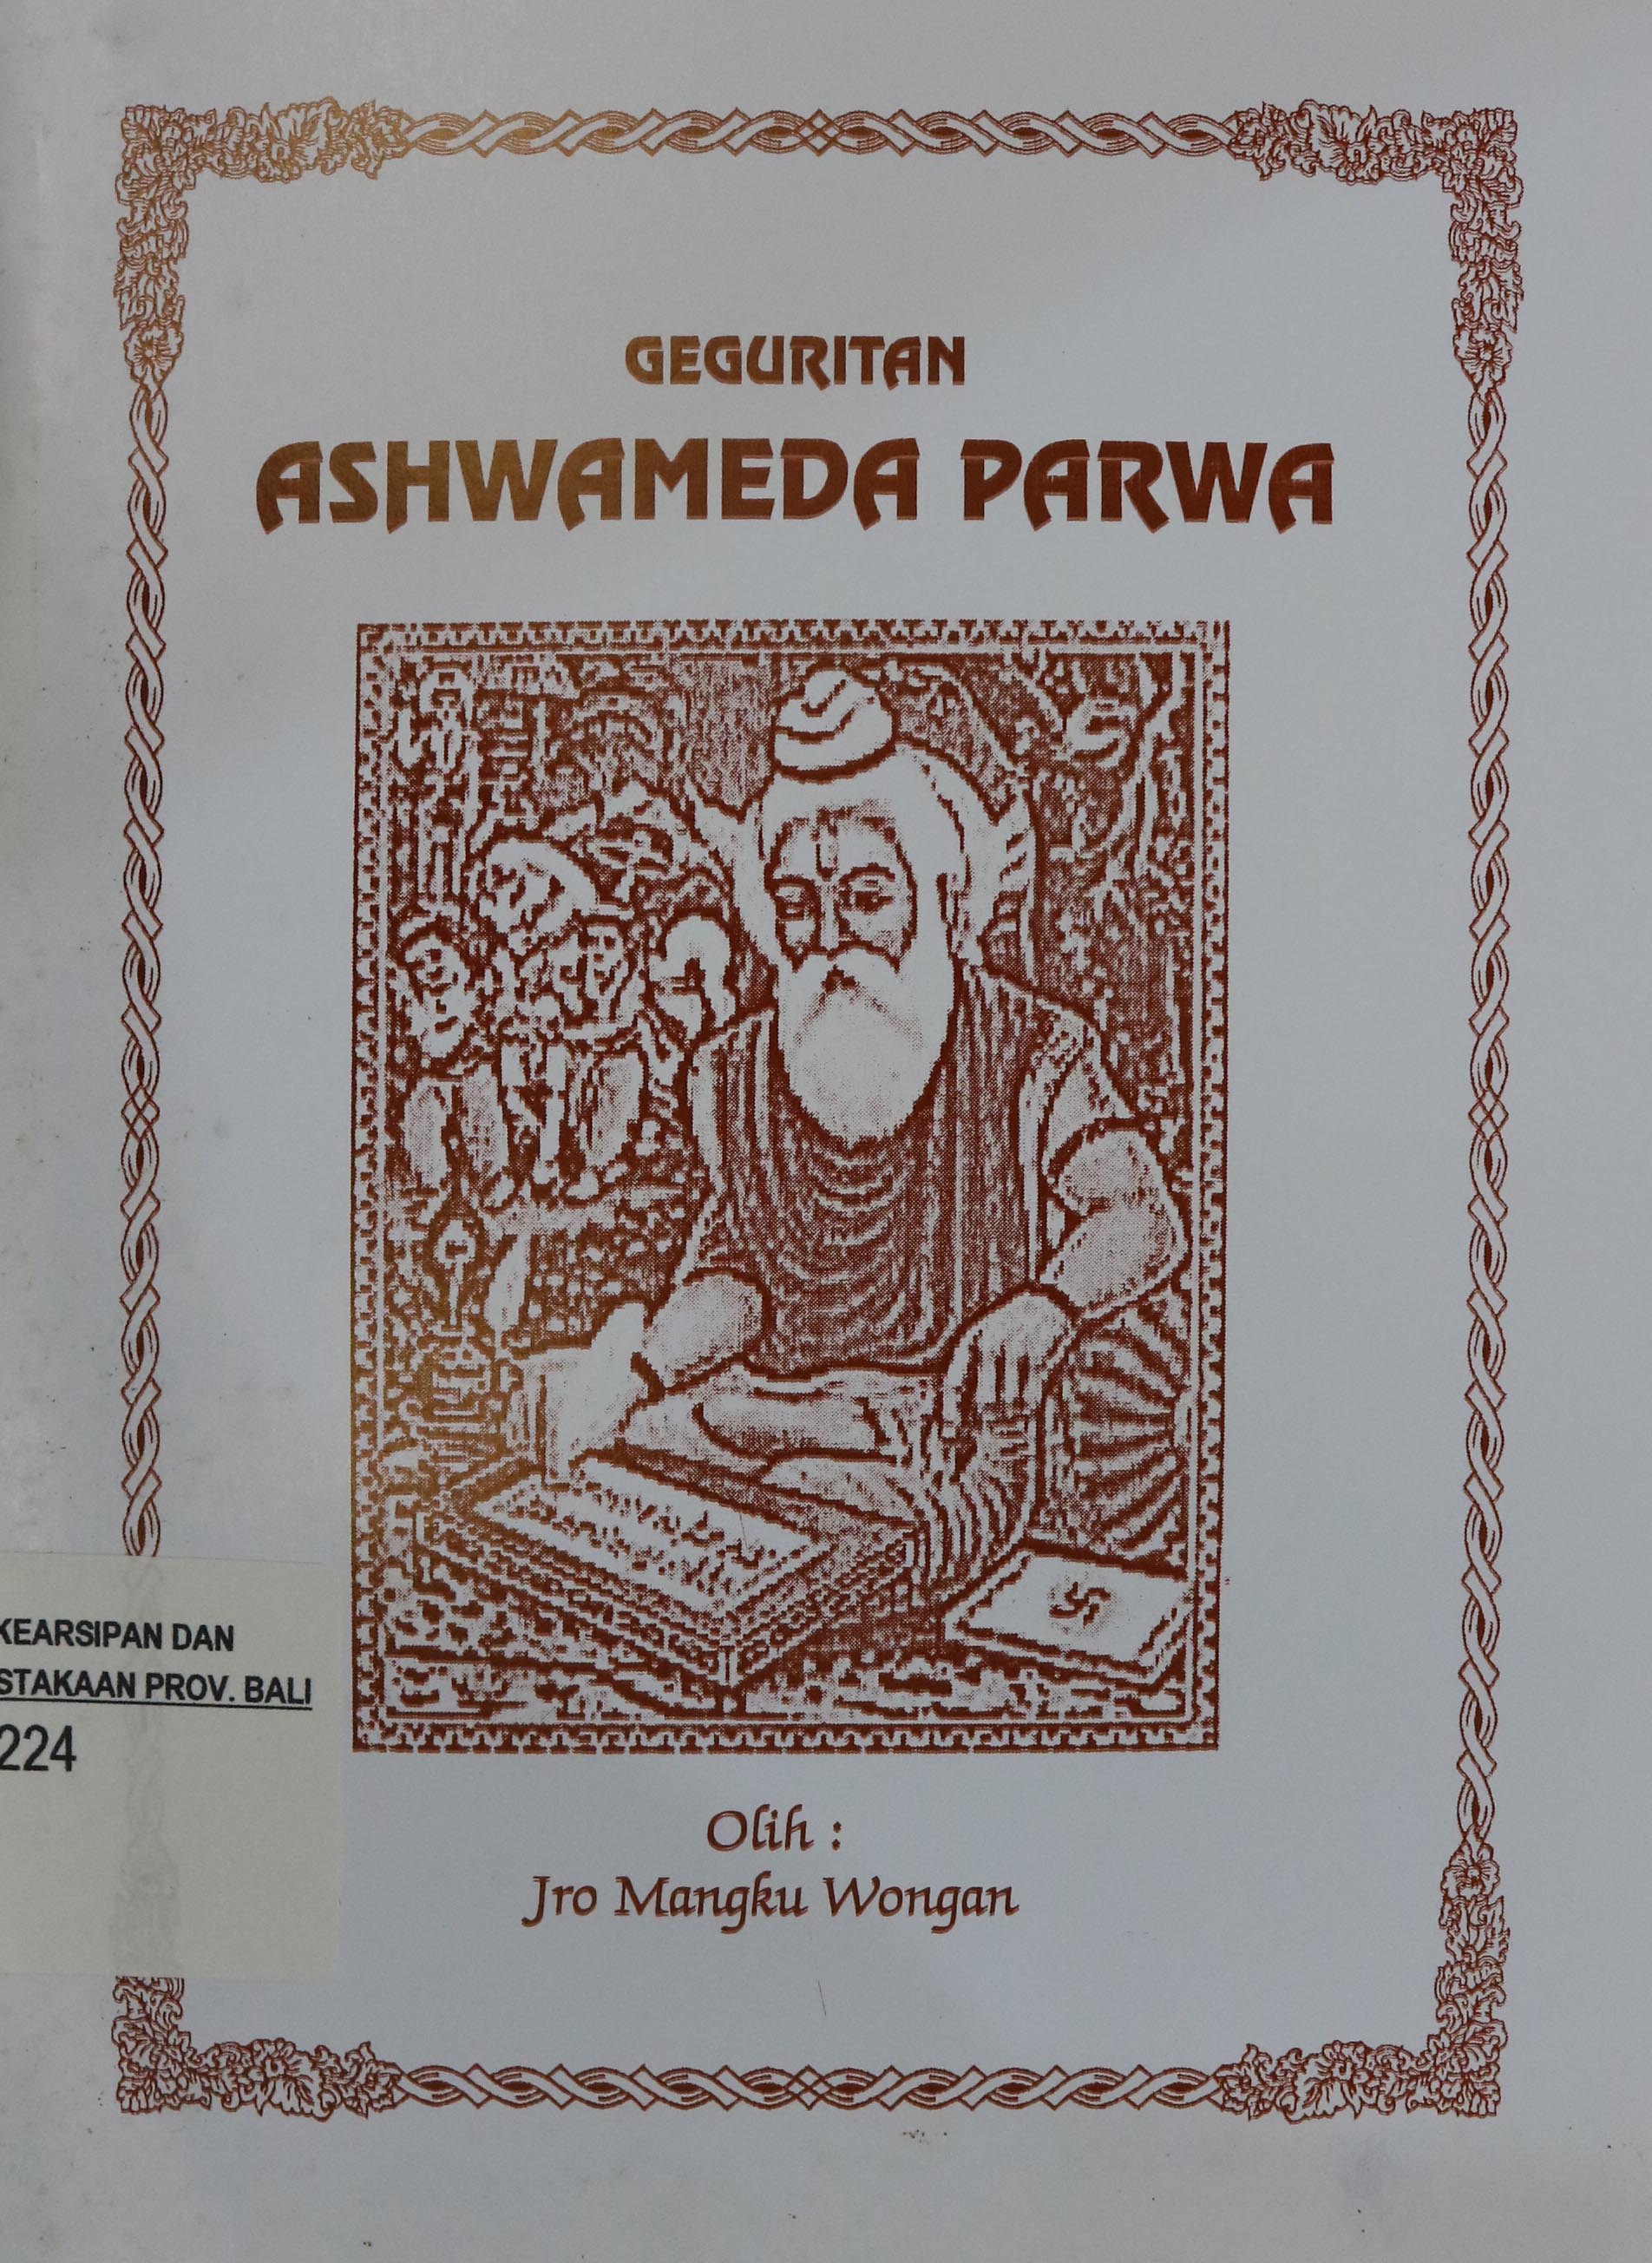 GEGURITAN
ASHWAMEDA PARWA
KEARSIPAN DAN
STAKAAN PROV. BALI
224
Olih :
Jro Mangku Wongan